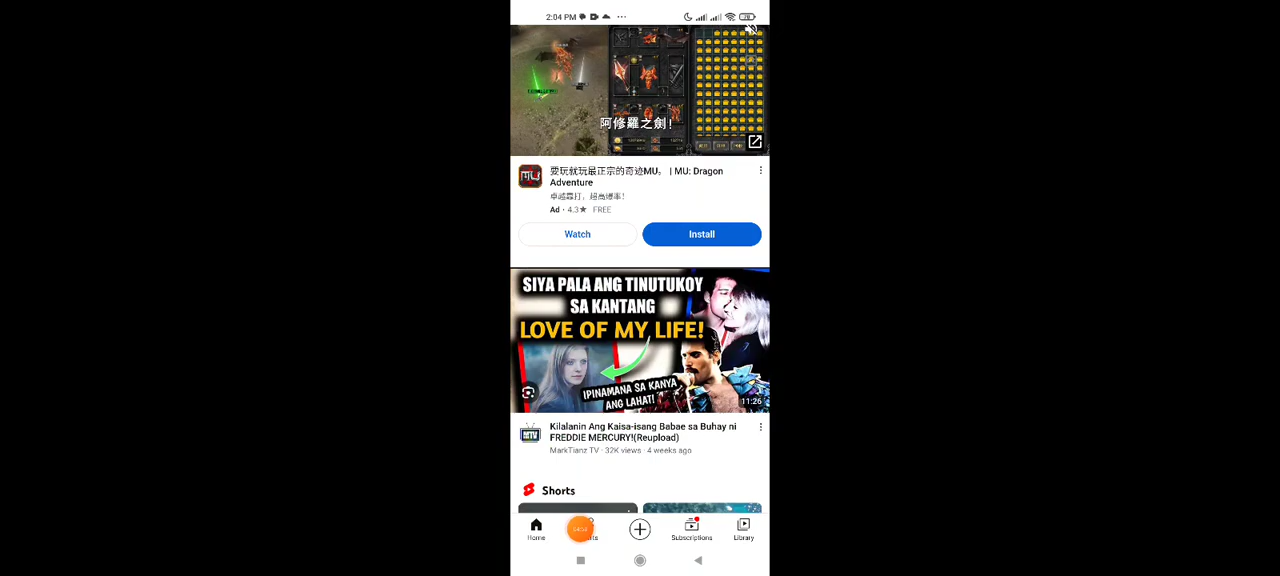 2:04 PM
阿修羅之劍!
MU
要玩就玩最正宗的奇迹MU。 | MU: Dragon
Adventure
Ad · 4.3★ FREE
Watch
Install
SIYA PALA ANG TINUTUKOY
SA KANTANG
LOVE OF MY LIFE!
IPINAMANA SA KANYA
ANG LAHAT!
11:26
Kilalanin Ang Kaisa-isang Babae sa Buhay ni
FREDDIE MERCURY!(Reupload)
MarkTianz TV · 32K views · 4 weeks ago
Shorts
Home
Subscriptions
Library